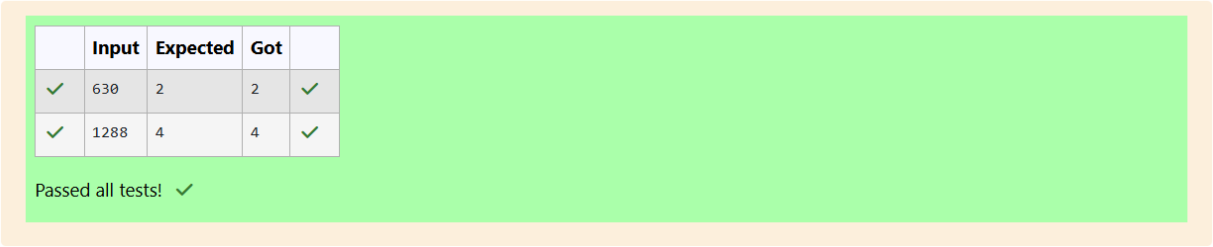 Input Expected Got
630 2 2
1288 4 4
Passed all tests!